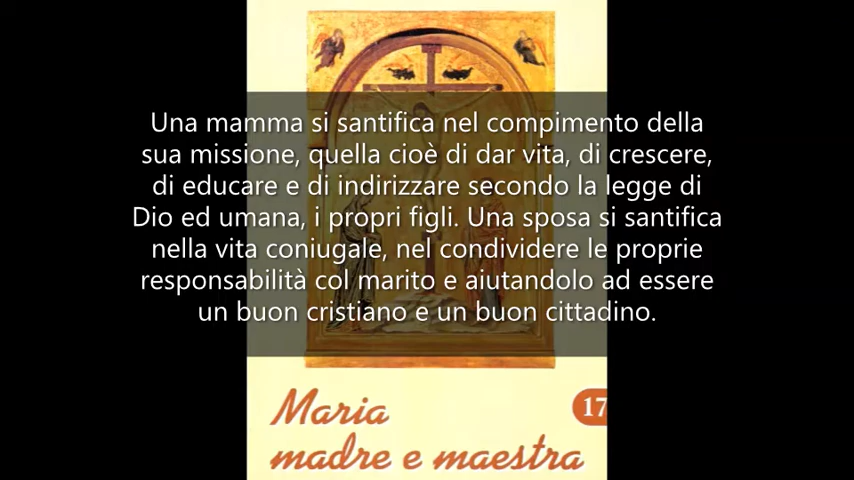 Una mamma si santifica nel compimento della
sua missione, quella cioè di dar vita, di crescere,
di educare e di indirizzare secondo la legge di
Dio ed umana, i propri figli. Una sposa si santifica
nella vita coniugale, nel condividere le proprie
responsabilità col marito e aiutandolo ad essere
un buon cristiano e un buon cittadino.
Maria
17
madre e maestra